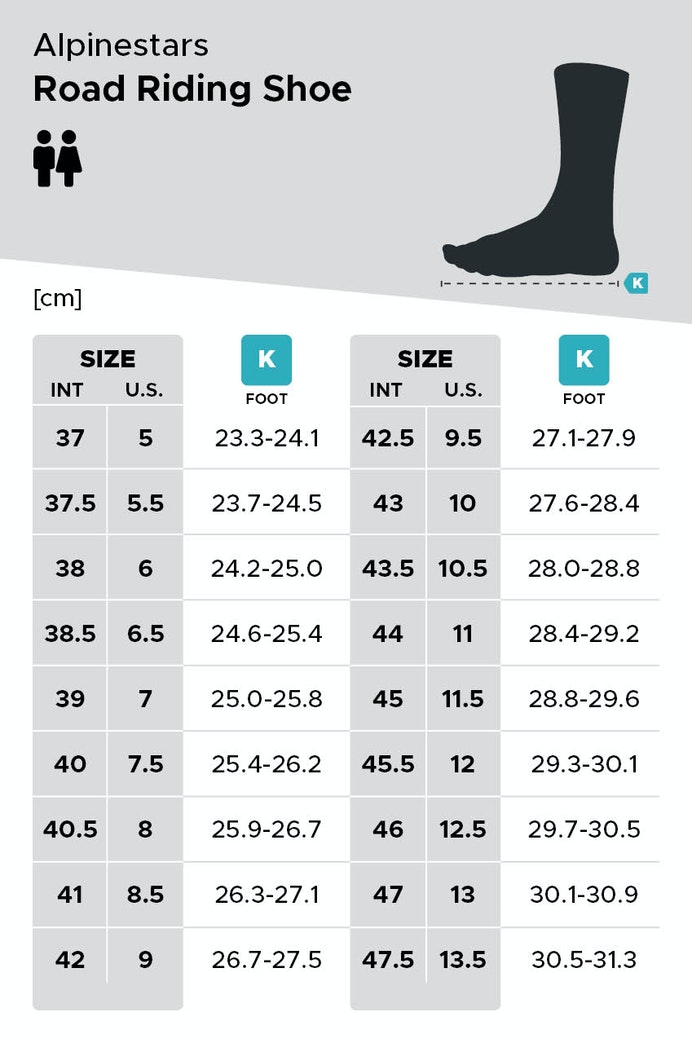 Alpinestars
Road Riding Shoe
K
[cm]
SIZE K SIZE K
INT U.S. FOOT INT U.S. FOOT
37 5 23.3-24.1 42.5 9.5 27.1-27.9
37.5 5.5 23.7-24.5 43 10 27.6-28.4
38 6 24.2-25.0 43.5 10.5 28.0-28.8
38.5 6.5 24.6-25.4 44 11 28.4-29.2
39 7 25.0-25.8 45 11.5 28.8-29.6
40 7.5 25.4-26.2 45.5 12 29.3-30.1
40.5 8 25.9-26.7 46 12.5 29.7-30.5
41 8.5 26.3-27.1 47 13 30.1-30.9
42 9 26.7-27.5 47.5 13.5 30.5-31.3